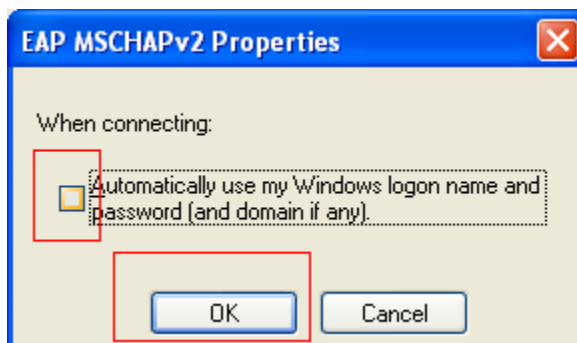 EAP MSCHAPv2 Properties
When connecting:
Automatically use my Windows logon name and
password (and domain if any).
OK Cancel